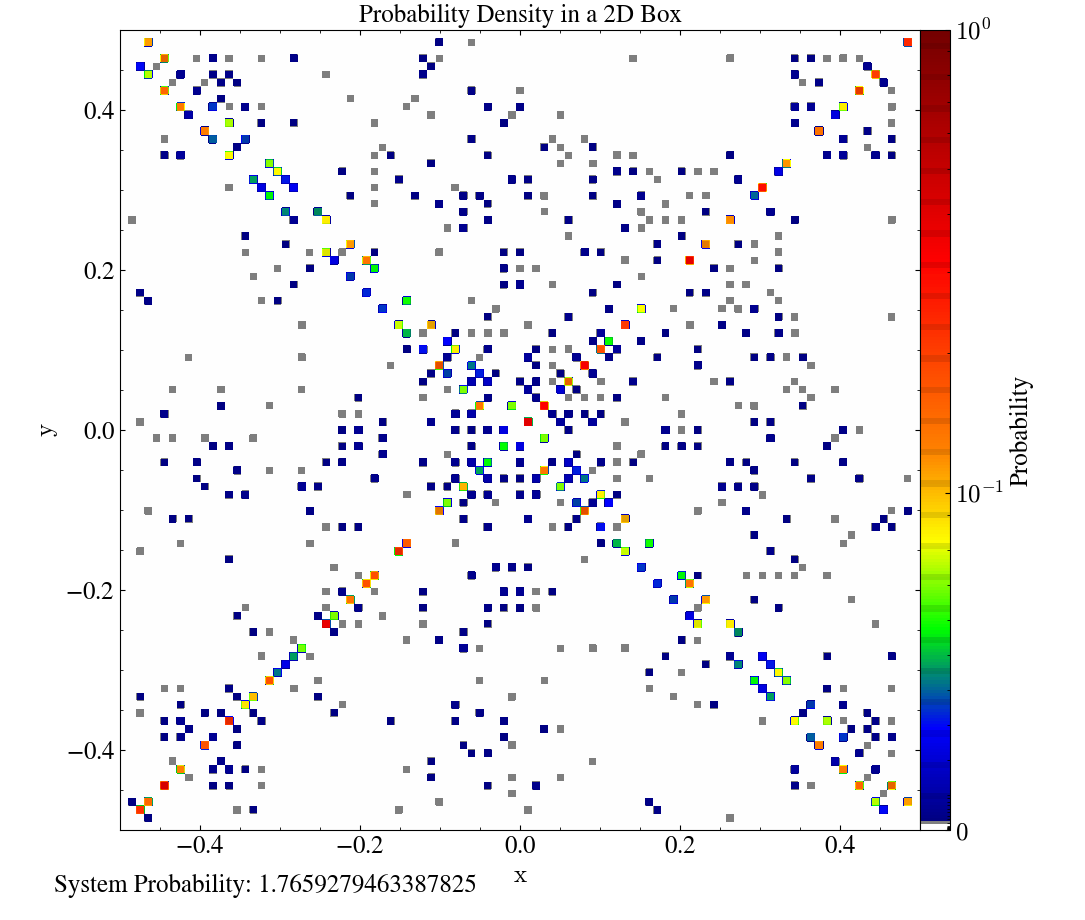 Probability Density in a 2D Box
10^0
0.4
0.2
0.0
−0.2
−0.4
y
10^−1
Probability
0
−0.4 −0.2 0.0 0.2 0.4
x
System Probability: 1.7659279463387825